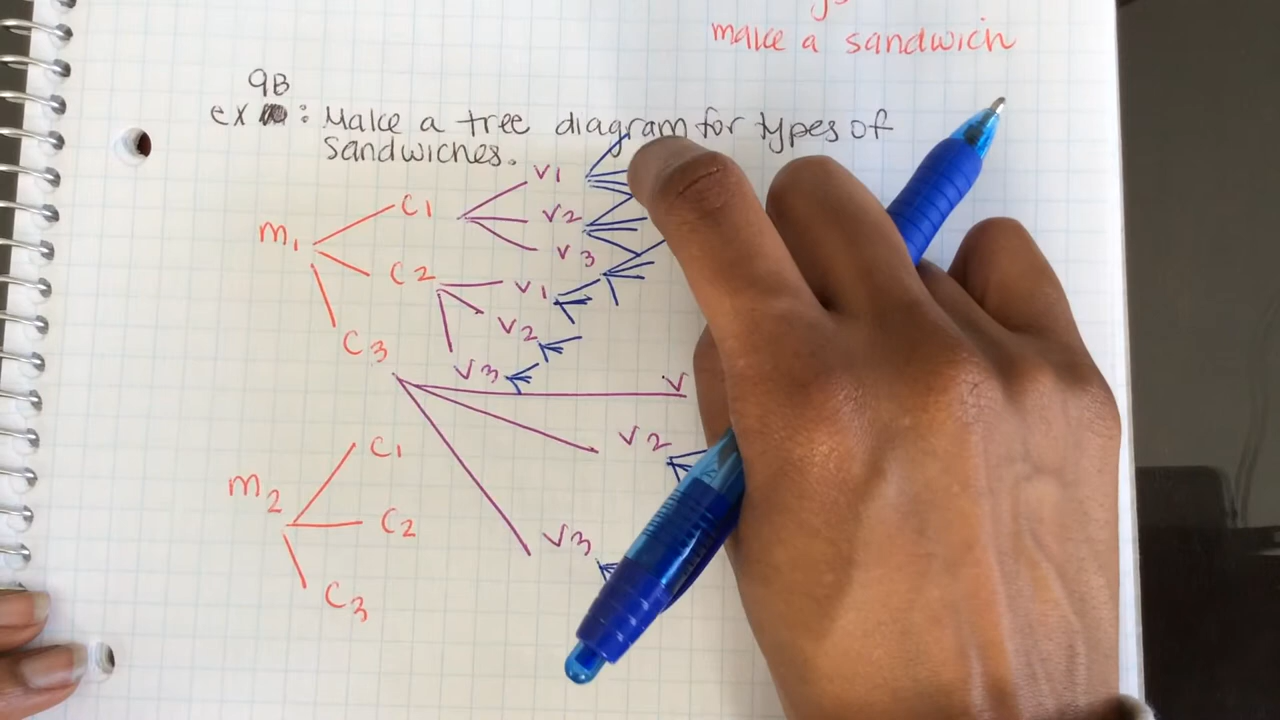 make a sandwich
9B
ex : Make a tree diagram for types of
sandwiches.
V1
C1
V2
M1
V3
C2
V1
V2
C3
V3
V
V2
C1
M2
C2
V3
C3